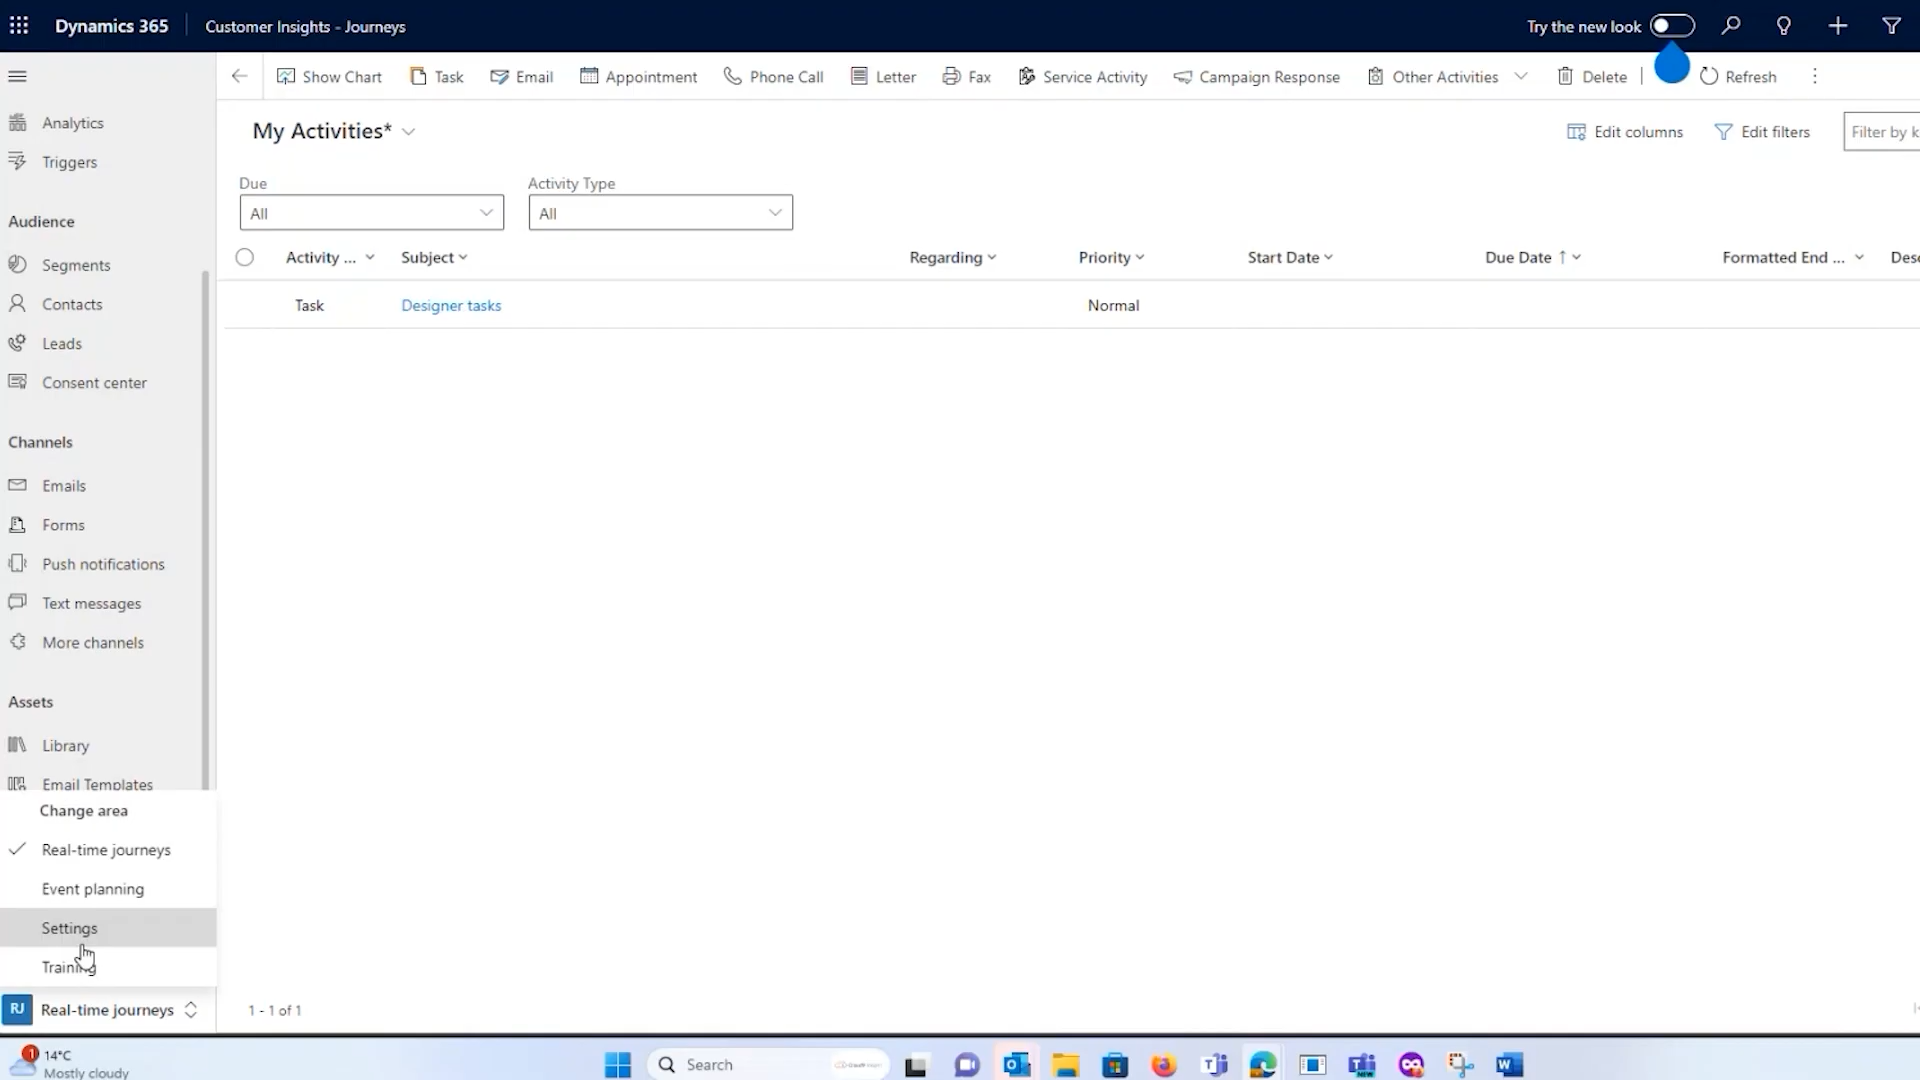 Dynamics 365
Customer Insights - Journeys
Try the new look
Show Chart
Task
Email
Appointment
Phone Call
Letter
Fax
Service Activity
Campaign Response
Other Activities
Delete
Refresh
Analytics
Triggers
Audience
Segments
Contacts
Leads
Consent center
Channels
Emails
Forms
Push notifications
Text messages
More channels
Assets
Library
Email Templates
Change area
Real-time journeys
Event planning
Settings
Training
RJ Real-time journeys
My Activities*
Edit columns
Edit filters
Filter by k
Due
Activity Type
All
All
Activity ...
Subject
Regarding
Priority
Start Date
Due Date
Formatted End ...
Desc
Task
Designer tasks
Normal
1 - 1 of 1
1
14°C
Mostly cloudy
Search
NEW